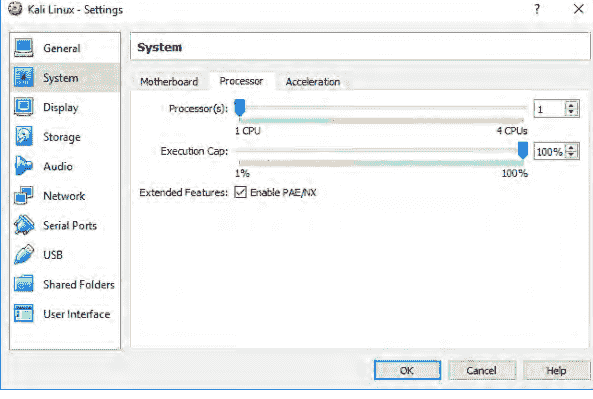 Kali Linux - Settings ?
General
System
Display
Storage
Audio
Network
Serial Ports
USB
Shared Folders
User Interface
System
Motherboard Processor Acceleration
Processor(s): 1
1 CPU 4 CPUs
Execution Cap: 100%
1% 100%
Extended Features: Enable PAE/NX
OK Cancel Help